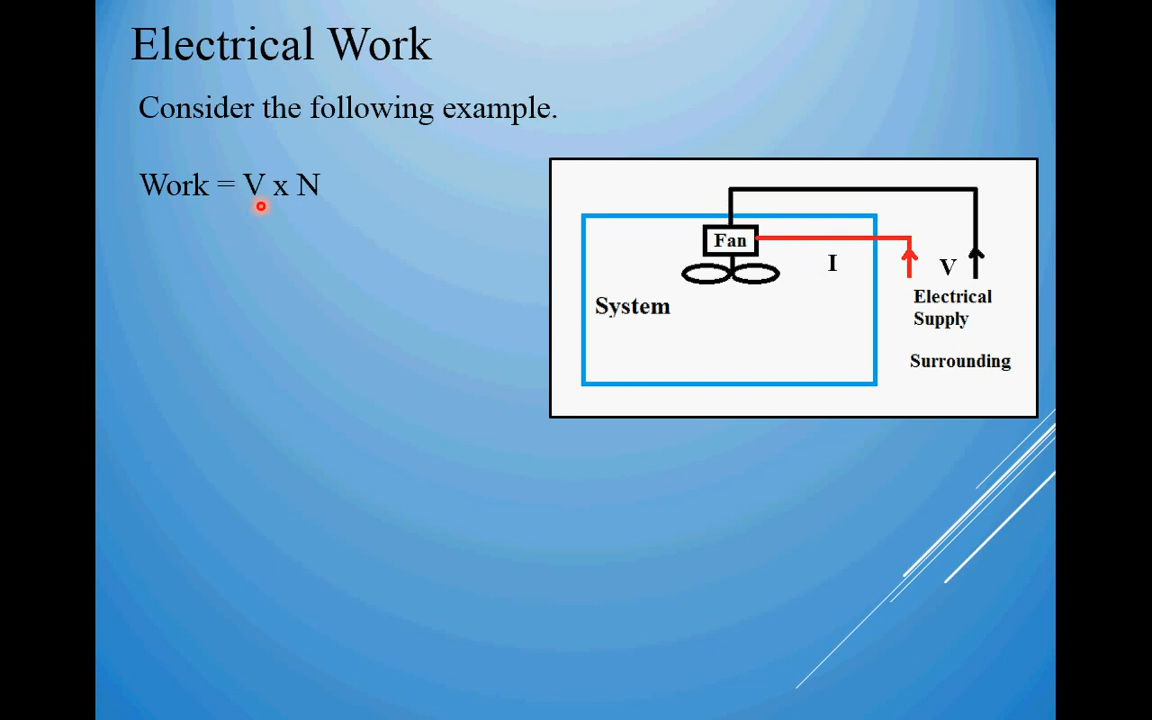 Electrical Work
Consider the following example.
Work = V x N
Fan
I
V
System
Electrical
Supply
Surrounding